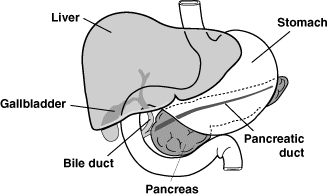 Liver
Stomach
Gallbladder
Bile duct
Pancreatic
duct
Pancreas